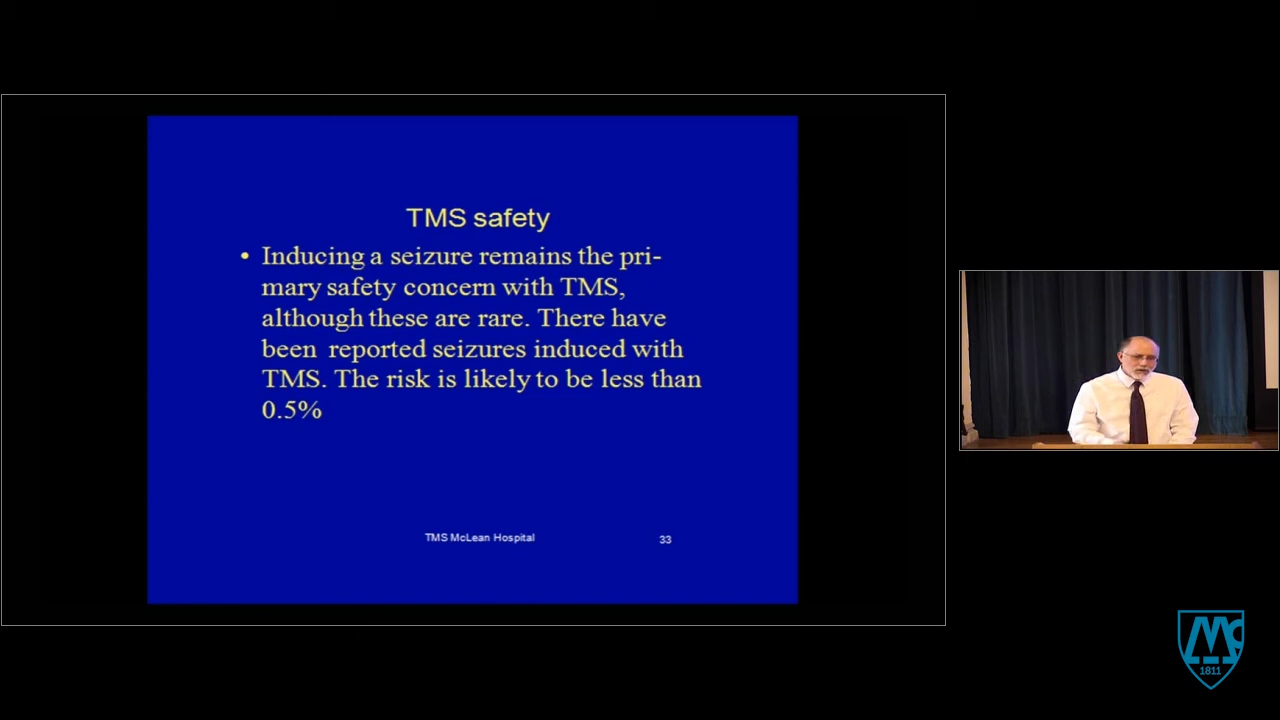 TMS safety
• Inducing a seizure remains the pri-
mary safety concern with TMS,
although these are rare. There have
been reported seizures induced with
TMS. The risk is likely to be less than
0.5%
TMS McLean Hospital
33
Mc
1811